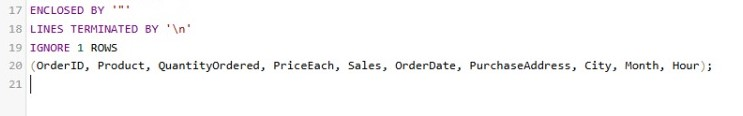 17 ENCLOSED BY '"'
18 LINES TERMINATED BY '\n'
19 IGNORE 1 ROWS
20 (OrderID, Product, QuantityOrdered, PriceEach, Sales, OrderDate, PurchaseAddress, City, Month, Hour);
21